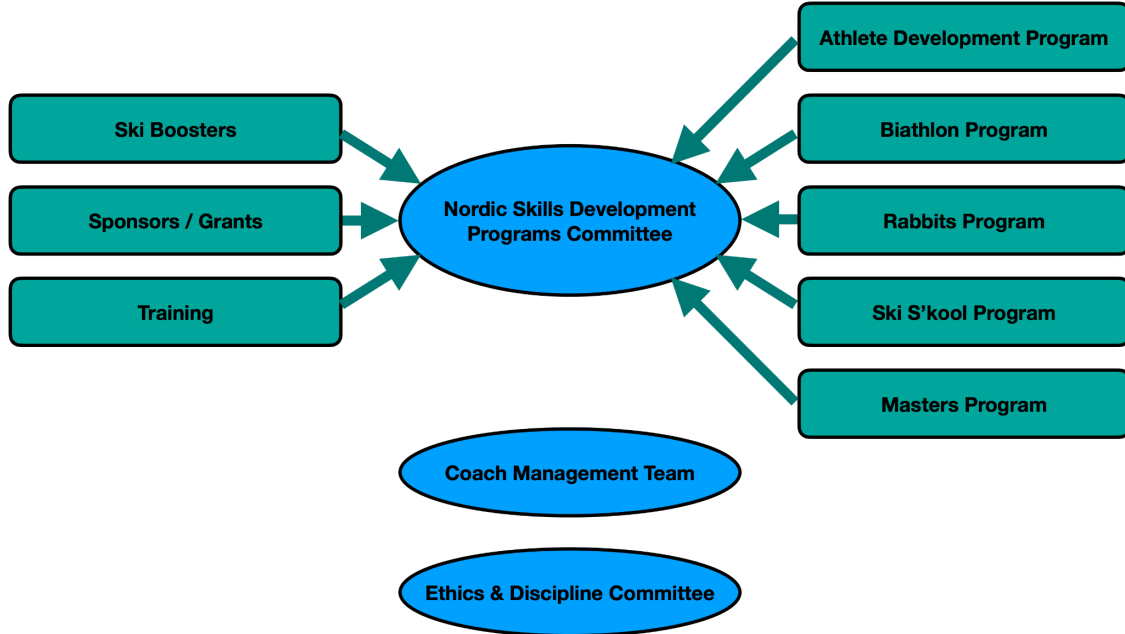 Athlete Development Program
Ski Boosters
Biathlon Program
Nordic Skills Development
Programs Committee
Sponsors / Grants
Rabbits Program
Training
Ski S’kool Program
Masters Program
Coach Management Team
Ethics & Discipline Committee